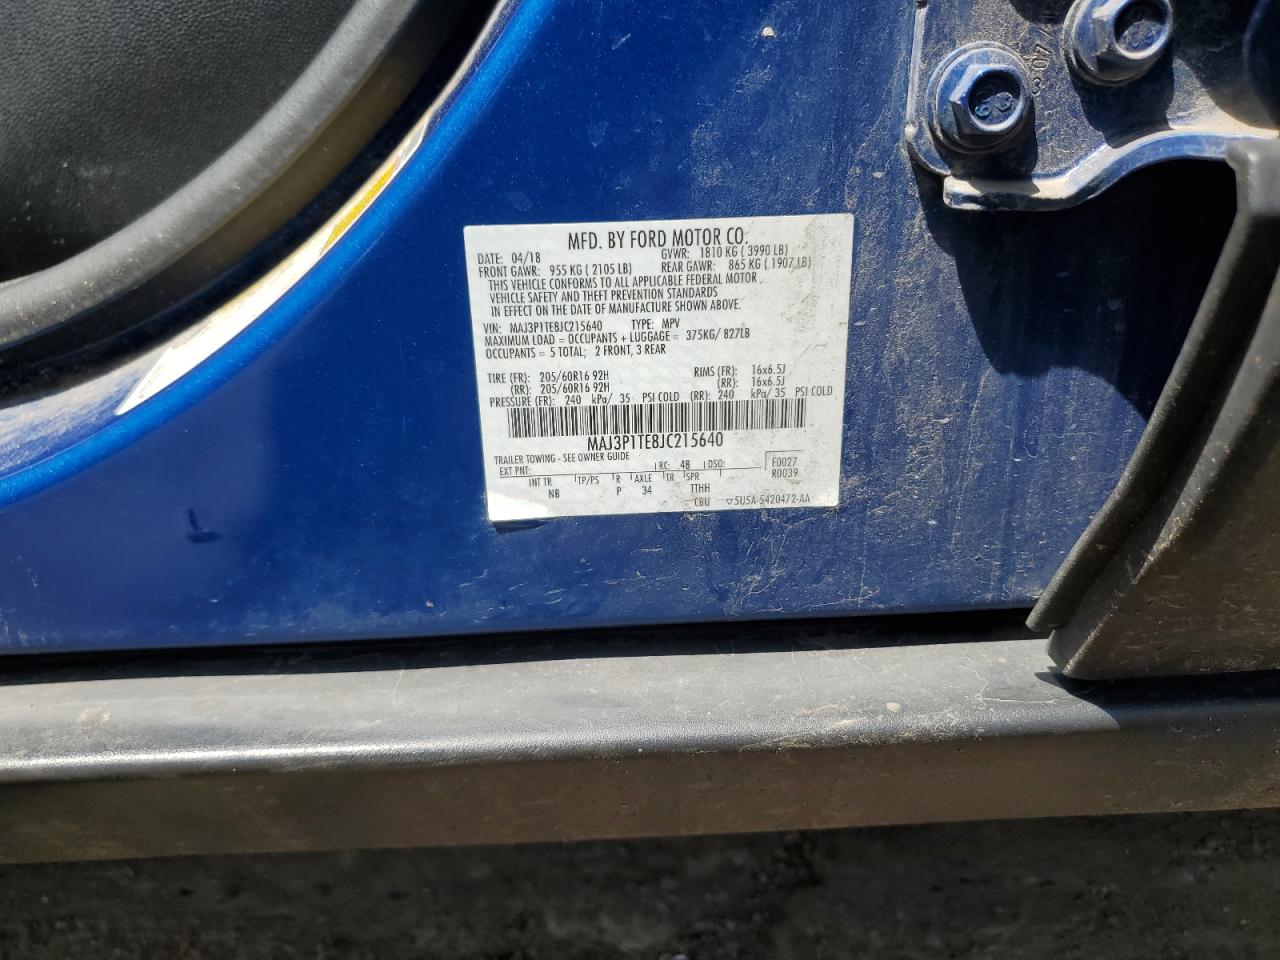 MFD. BY FORD MOTOR CO.
DATE: 04/18 GVWR: 1810 KG ( 3990 LB)
FRONT GAWR: 955 KG ( 2105 LB) REAR GAWR: 865 KG ( 1907 LB)
THIS VEHICLE CONFORMS TO ALL APPLICABLE FEDERAL MOTOR
VEHICLE SAFETY AND THEFT PREVENTION STANDARDS
IN EFFECT ON THE DATE OF MANUFACTURE SHOWN ABOVE.
VIN: MAJ3P1TE8JC215640 TYPE: MPV
MAXIMUM LOAD = OCCUPANTS + LUGGAGE = 375KG/ 827LB
OCCUPANTS = 5 TOTAL; 2 FRONT, 3 REAR
TIRE (FR): 205/60R16 92H RIMS (FR): 16x6.5J
(RR): 205/60R16 92H (RR): 16x6.5J
PRESSURE (FR): 240 kPa/ 35 PSI COLD (RR): 240 kPa/ 35 PSI COLD
MAJ3P1TE8JC215640
TRAILER TOWING - SEE OWNER GUIDE
EXT PNT: RC: 48 DSO: F0027
INT TR TP/PS R AXLE TR SPR R0039
NB P 34 TTHH
CBU 5U5A-5420472-AA